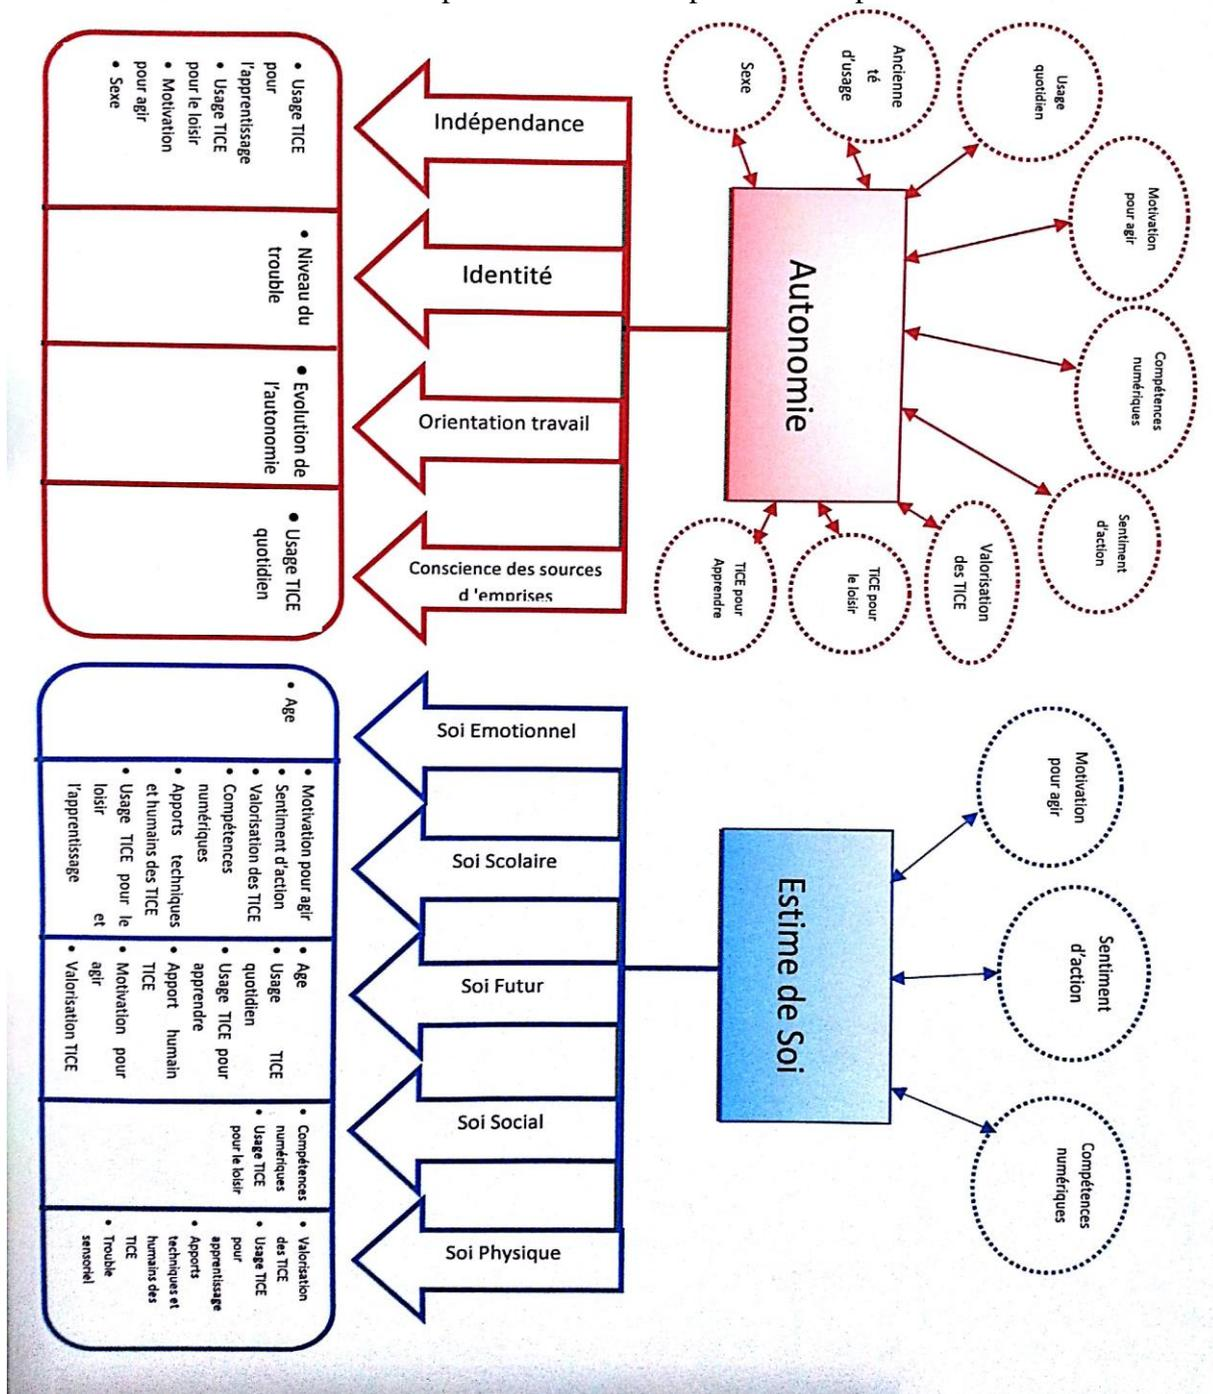 Sexe
Ancienne
té
d'usage
Usage
quotidien
Motivation
pour agir
Compétences
numériques
Sentiment
d'action
Valorisation
des TICE
TICE pour
le loisir
TICE pour
Apprendre
Autonomie
Indépendance
Identité
Orientation travail
Conscience des sources
d 'emprises
• Usage TICE
pour
l'apprentissage
• Usage TICE
pour le loisir
• Motivation
pour agir
• Sexe
• Niveau du
trouble
• Evolution de
l'autonomie
• Usage TICE
quotidien
Motivation
pour agir
Sentiment
d'action
Compétences
numériques
Estime de Soi
Soi Emotionnel
Soi Scolaire
Soi Futur
Soi Social
Soi Physique
• Age
• Motivation pour agir
• Sentiment d'action
• Valorisation des TICE
• Compétences
numériques
• Apports techniques
et humains des TICE
• Usage TICE pour le
loisir et
l'apprentissage
• Age
• Usage TICE
quotidien
• Usage TICE pour
apprendre
• Apport humain
TICE
• Motivation pour
agir
• Valorisation TICE
• Compétences
numériques
• Usage TICE
pour le loisir
• Valorisation
des TICE
• Usage TICE
pour
apprentissage
• Apports
techniques et
humains des
TICE
• Trouble
sensoriel